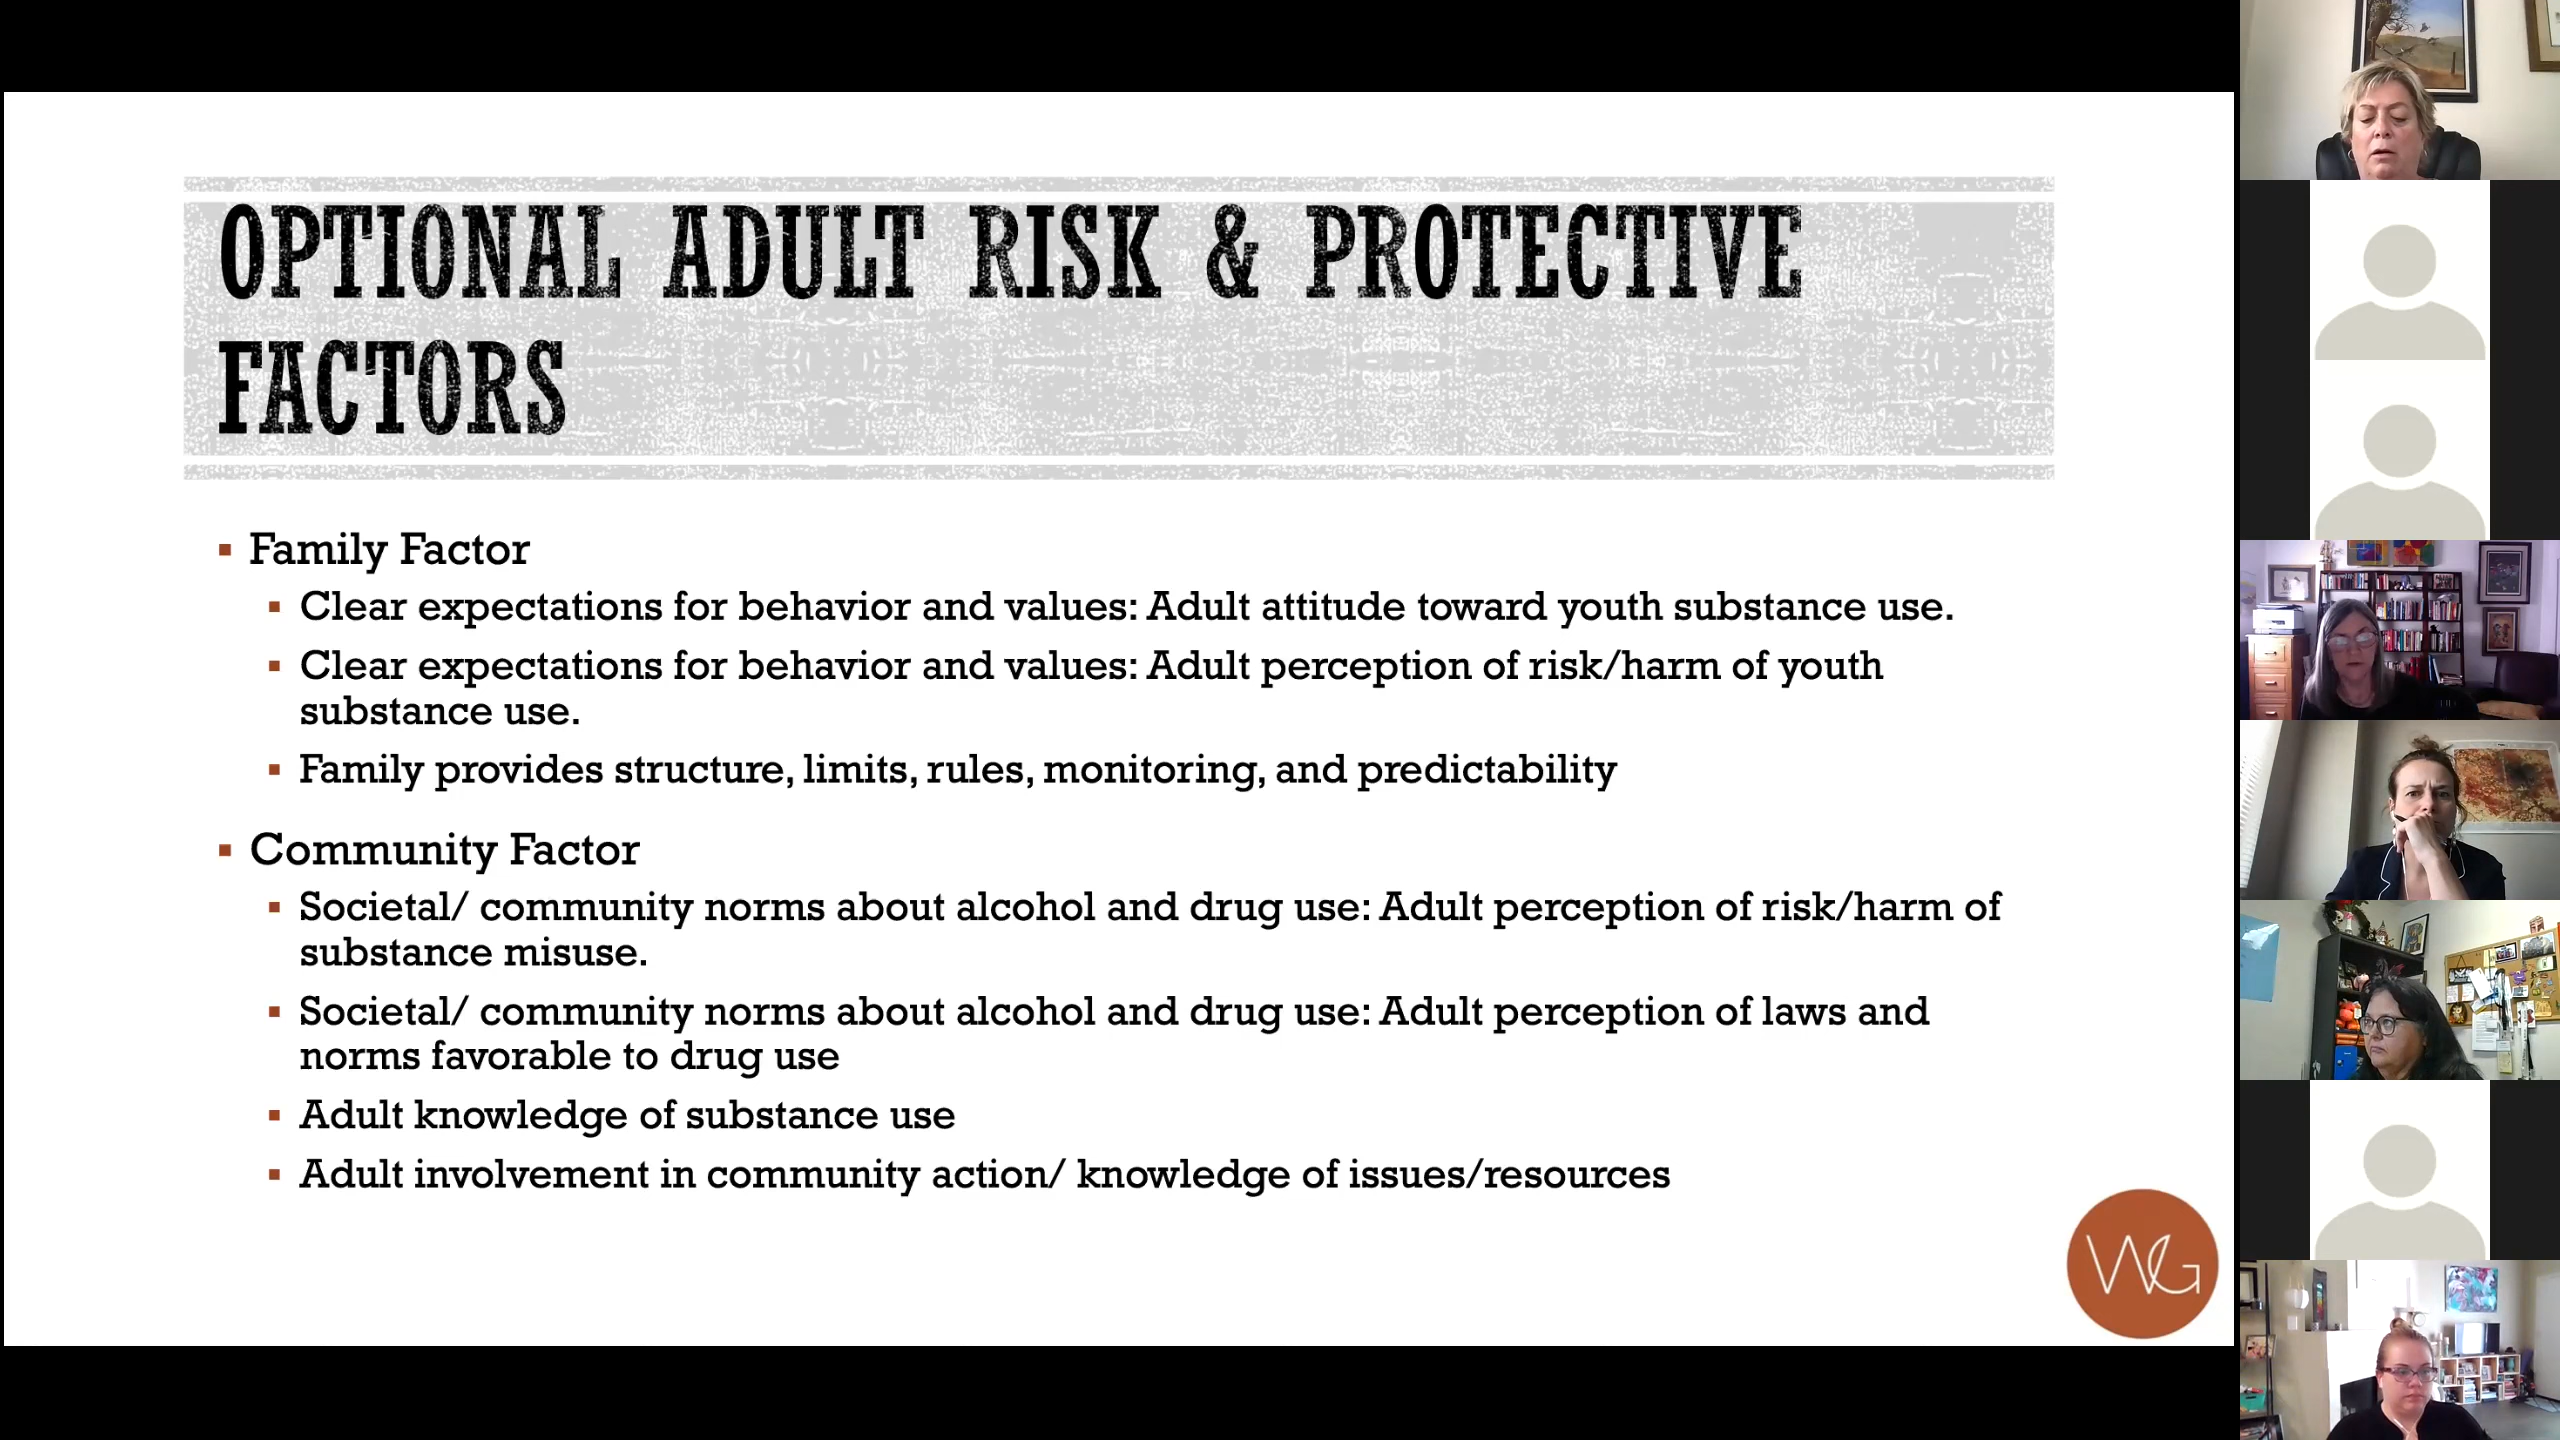 OPTIONAL ADULT RISK & PROTECTIVE
FACTORS
Family Factor
Clear expectations for behavior and values: Adult attitude toward youth substance use.
Clear expectations for behavior and values: Adult perception of risk/harm of youth
substance use.
Family provides structure, limits, rules, monitoring, and predictability
Community Factor
Societal/ community norms about alcohol and drug use: Adult perception of risk/harm of
substance misuse.
Societal/ community norms about alcohol and drug use: Adult perception of laws and
norms favorable to drug use
Adult knowledge of substance use
Adult involvement in community action/ knowledge of issues/resources
WG